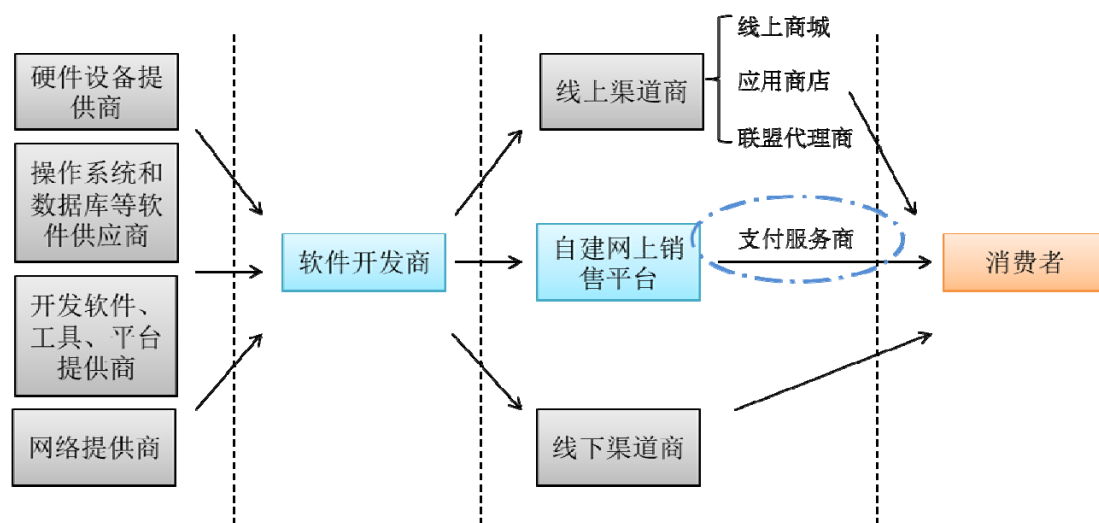 硬件设备提
供商
操作系统和
数据库等软
件供应商
开发软件、
工具、平台
提供商
网络提供商
软件开发商
线上渠道商
线上商城
应用商店
联盟代理商
自建网上销
售平台
支付服务商
线下渠道商
消费者